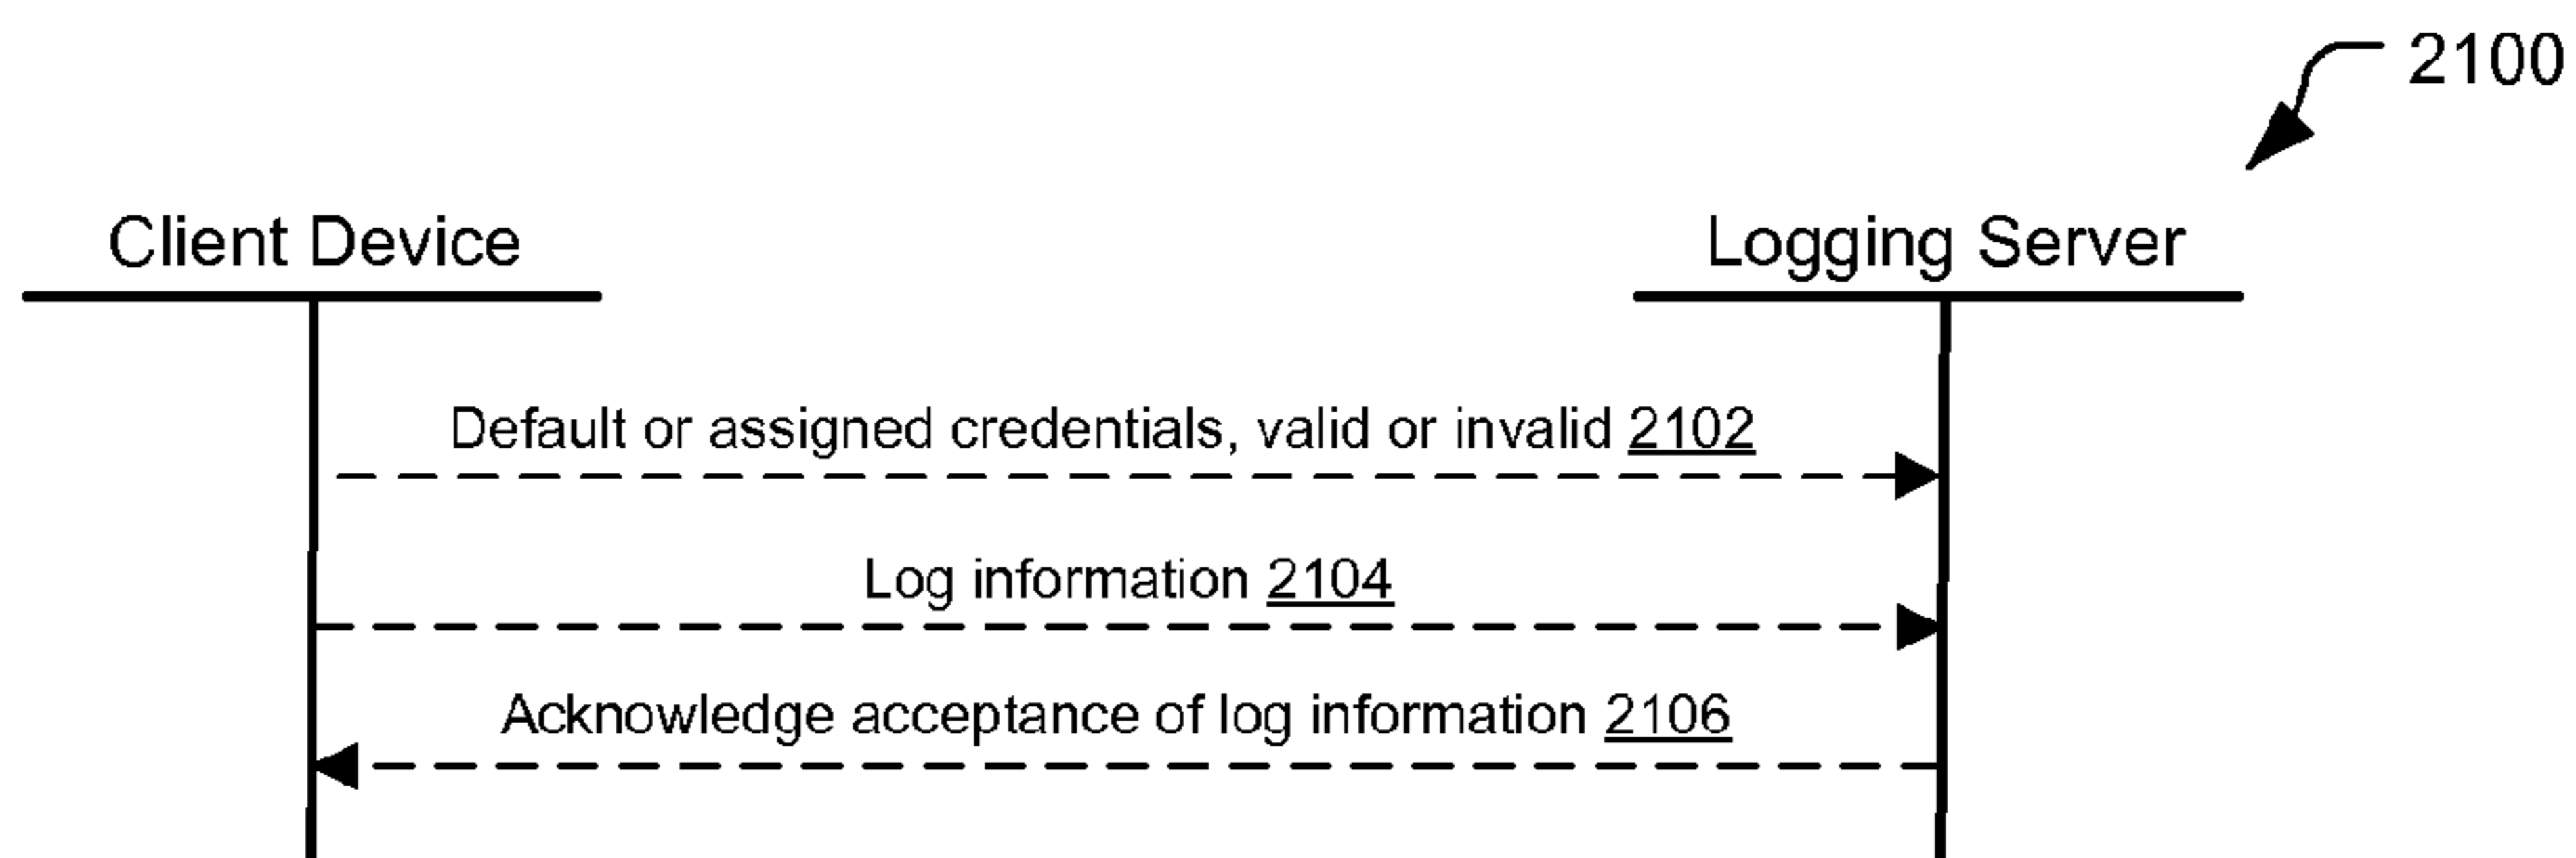 2100
Client Device
Logging Server
Default or assigned credentials, valid or invalid 2102
Log information 2104
Acknowledge acceptance of log information 2106